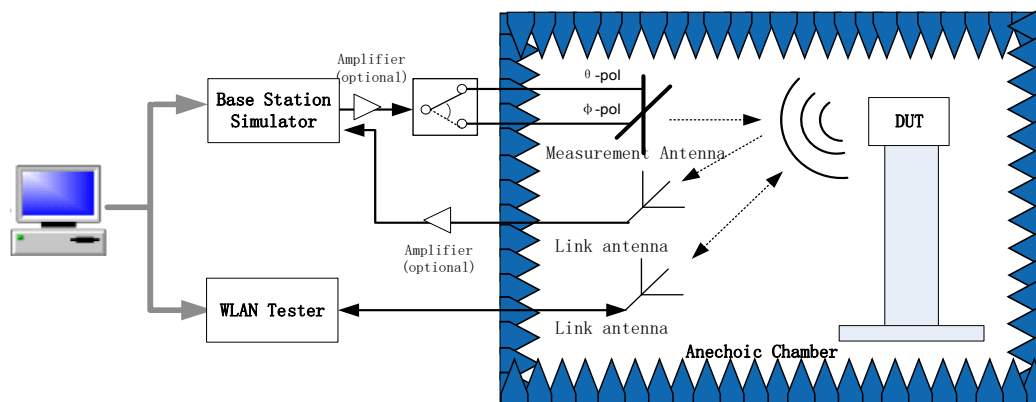 Amplifier
(optional)
Base Station
Simulator
θ-pol
ϕ-pol
Measurement Antenna
DUT
Amplifier
(optional)
Link antenna
WLAN Tester
Link antenna
Anechoic Chamber